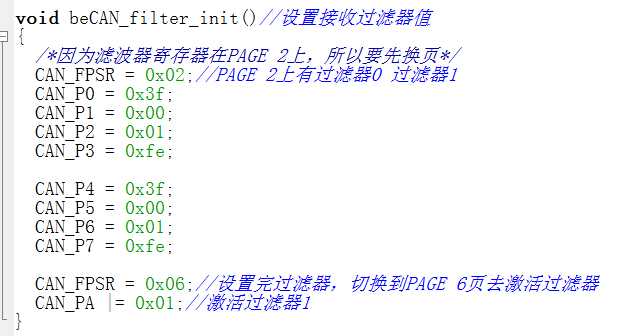 void beCAN_filter_init()//设置接收过滤器值
{
/*因为滤波器寄存器在PAGE 2上，所以要先换页*/
CAN_FPSR = 0x02;//PAGE 2上有过滤器0 过滤器1
CAN_P0 = 0x3f;
CAN_P1 = 0x00;
CAN_P2 = 0x01;
CAN_P3 = 0xfe;
CAN_P4 = 0x3f;
CAN_P5 = 0x00;
CAN_P6 = 0x01;
CAN_P7 = 0xfe;
CAN_FPSR = 0x06;//设置完过滤器，切换到PAGE 6页去激活过滤器
CAN_PA |= 0x01;//激活过滤器1
}